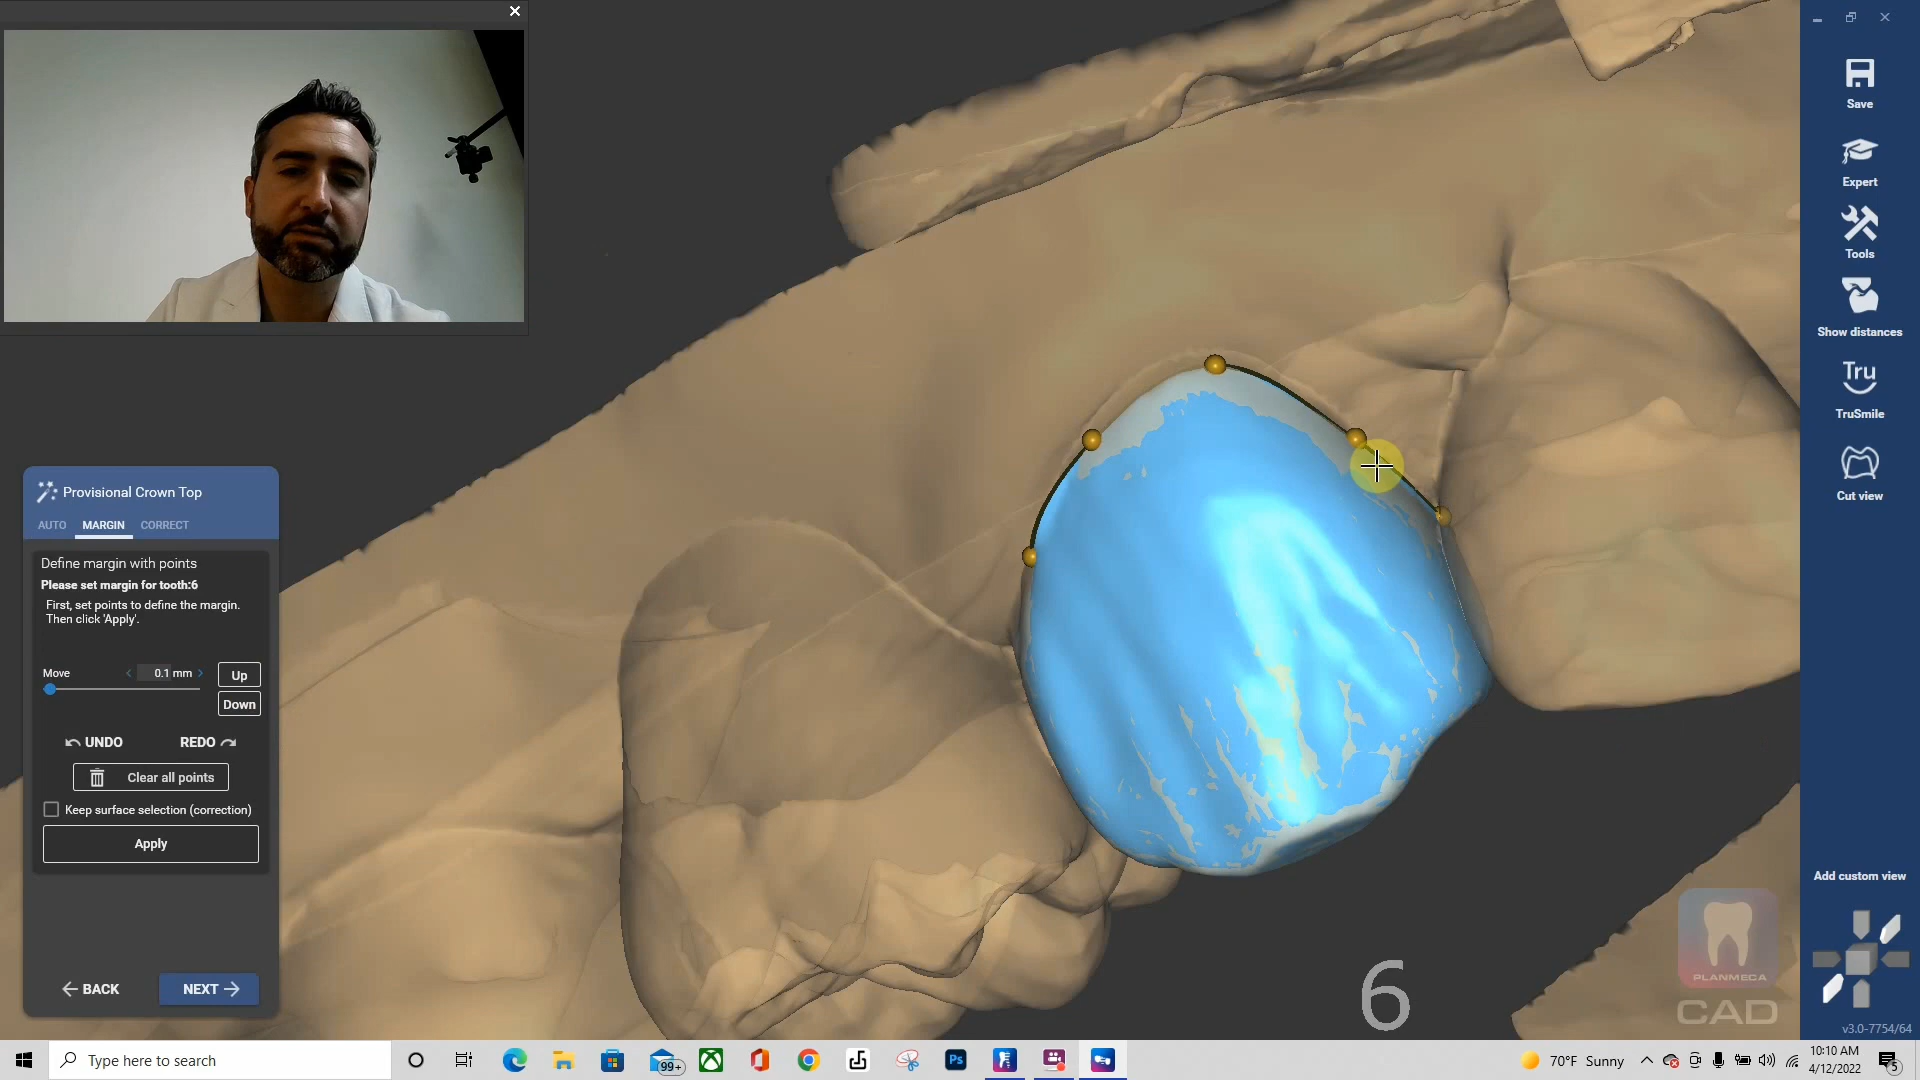 Save
Expert
Tools
Show distances
Tru
TruSmile
Cut view
Provisional Crown Top
AUTO MARGIN CORRECT
Define margin with points
Please set margin for tooth:6
First, set points to define the margin.
Then click 'Apply'.
Move 0.1 mm Up
Down
UNDO REDO
Clear all points
Keep surface selection (correction)
Apply
BACK NEXT
6
Add custom view
PLANMECA
CAD
v3.0-7754/64
Type here to search
99+
Ps
70°F Sunny
10:10 AM
4/12/2022
5